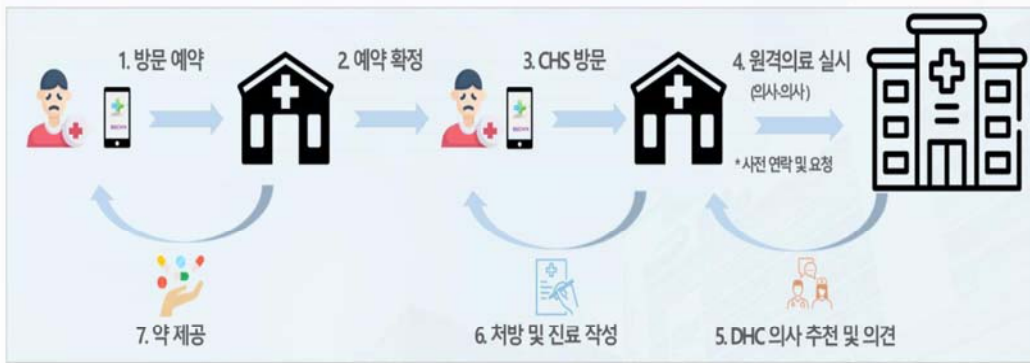 1. 방문 예약
2. 예약 확정
3. CHS 방문
4. 원격의료 실시
(의사-의사)
* 사전 연락 및 요청
7. 약 제공
6. 처방 및 진료 작성
5. DHC 의사 추천 및 의견